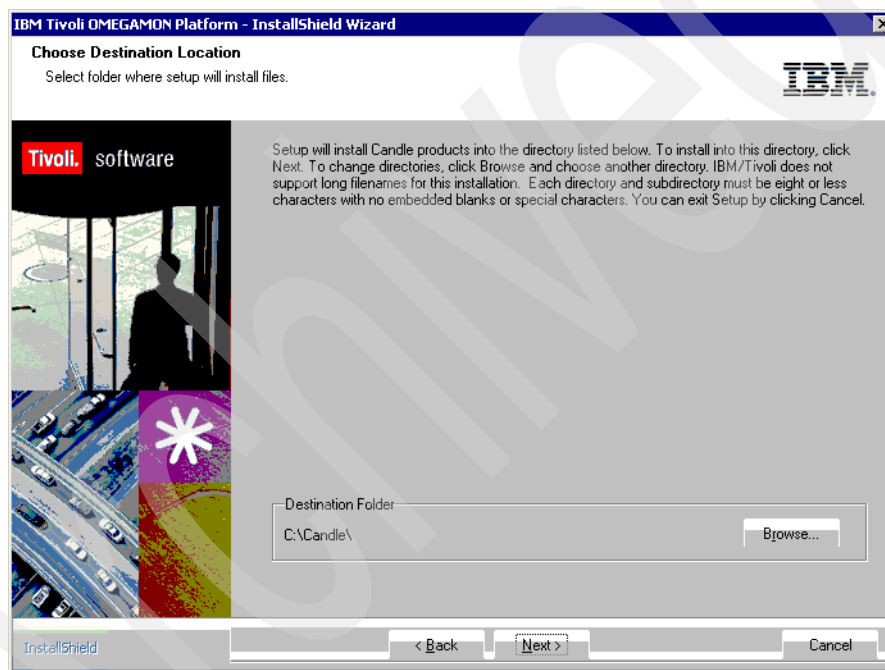 IBM Tivoli OMEGAMON Platform - InstallShield Wizard
Choose Destination Location
Select folder where setup will install files.
IBM.
Tivoli. software
Setup will install Candle products into the directory listed below. To install into this directory, click
Next. To change directories, click Browse and choose another directory. IBM/Tivoli does not
support long filenames for this installation. Each directory and subdirectory must be eight or less
characters with no embedded blanks or special characters. You can exit Setup by clicking Cancel.
Destination Folder
C:\Candle\
Browse...
InstallShield
< Back
Next >
Cancel